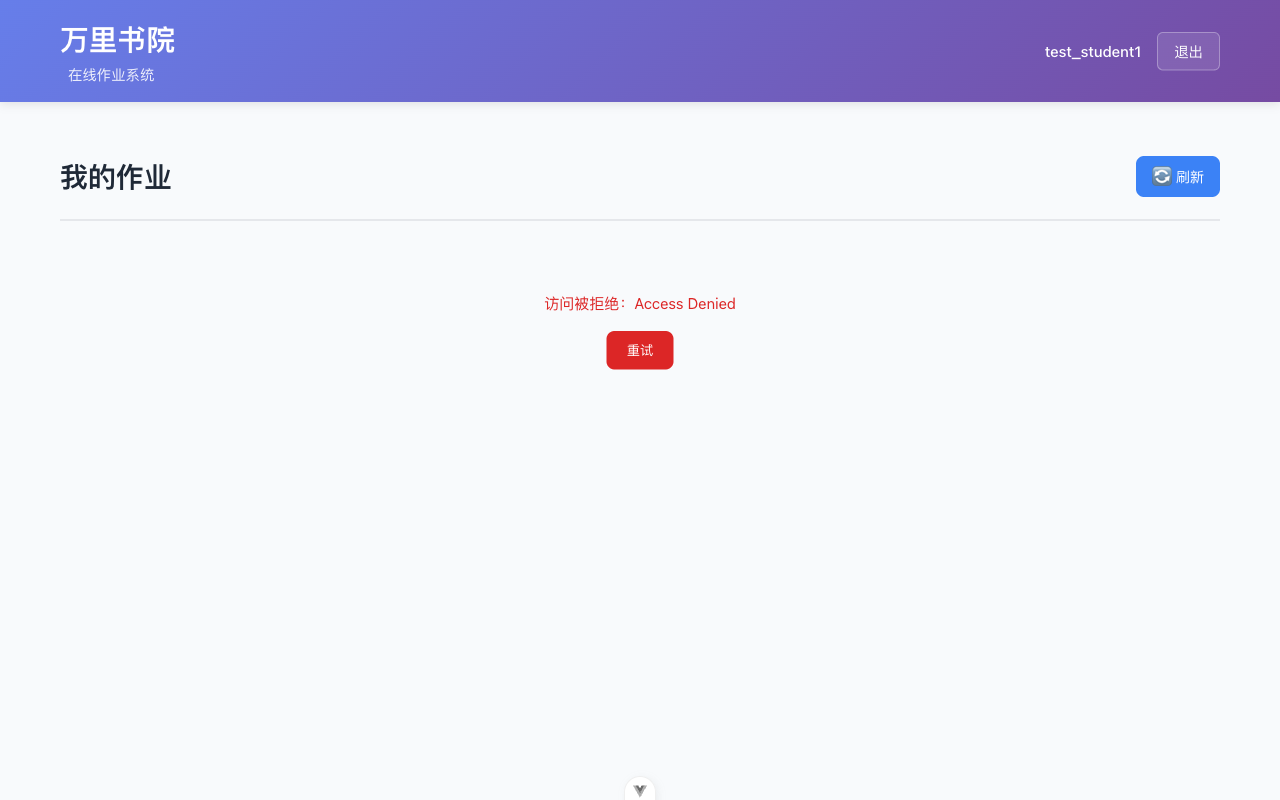 万里书院
在线作业系统
test_student1
退出
我的作业
刷新
访问被拒绝：Access Denied
重试